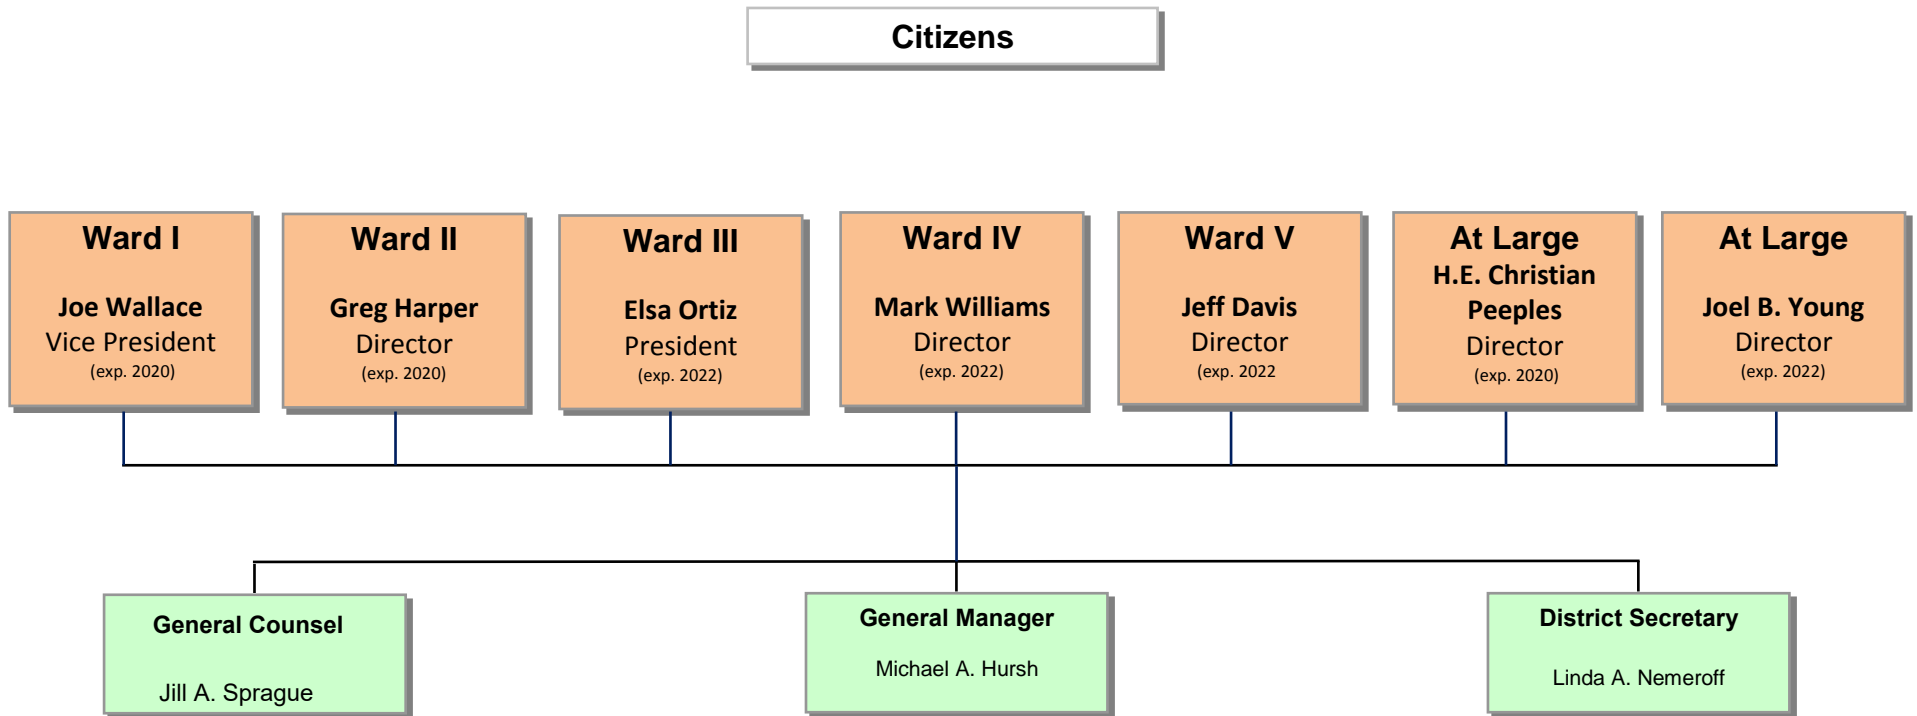 Citizens
Ward I
Joe Wallace
Vice President
(exp. 2020)
Ward II
Greg Harper
Director
(exp. 2020)
Ward III
Elsa Ortiz
President
(exp. 2022)
Ward IV
Mark Williams
Director
(exp. 2022)
Ward V
Jeff Davis
Director
(exp. 2022
At Large
H.E. Christian
Peeples
Director
(exp. 2020)
At Large
Joel B. Young
Director
(exp. 2022)
General Counsel
Jill A. Sprague
General Manager
Michael A. Hursh
District Secretary
Linda A. Nemeroff